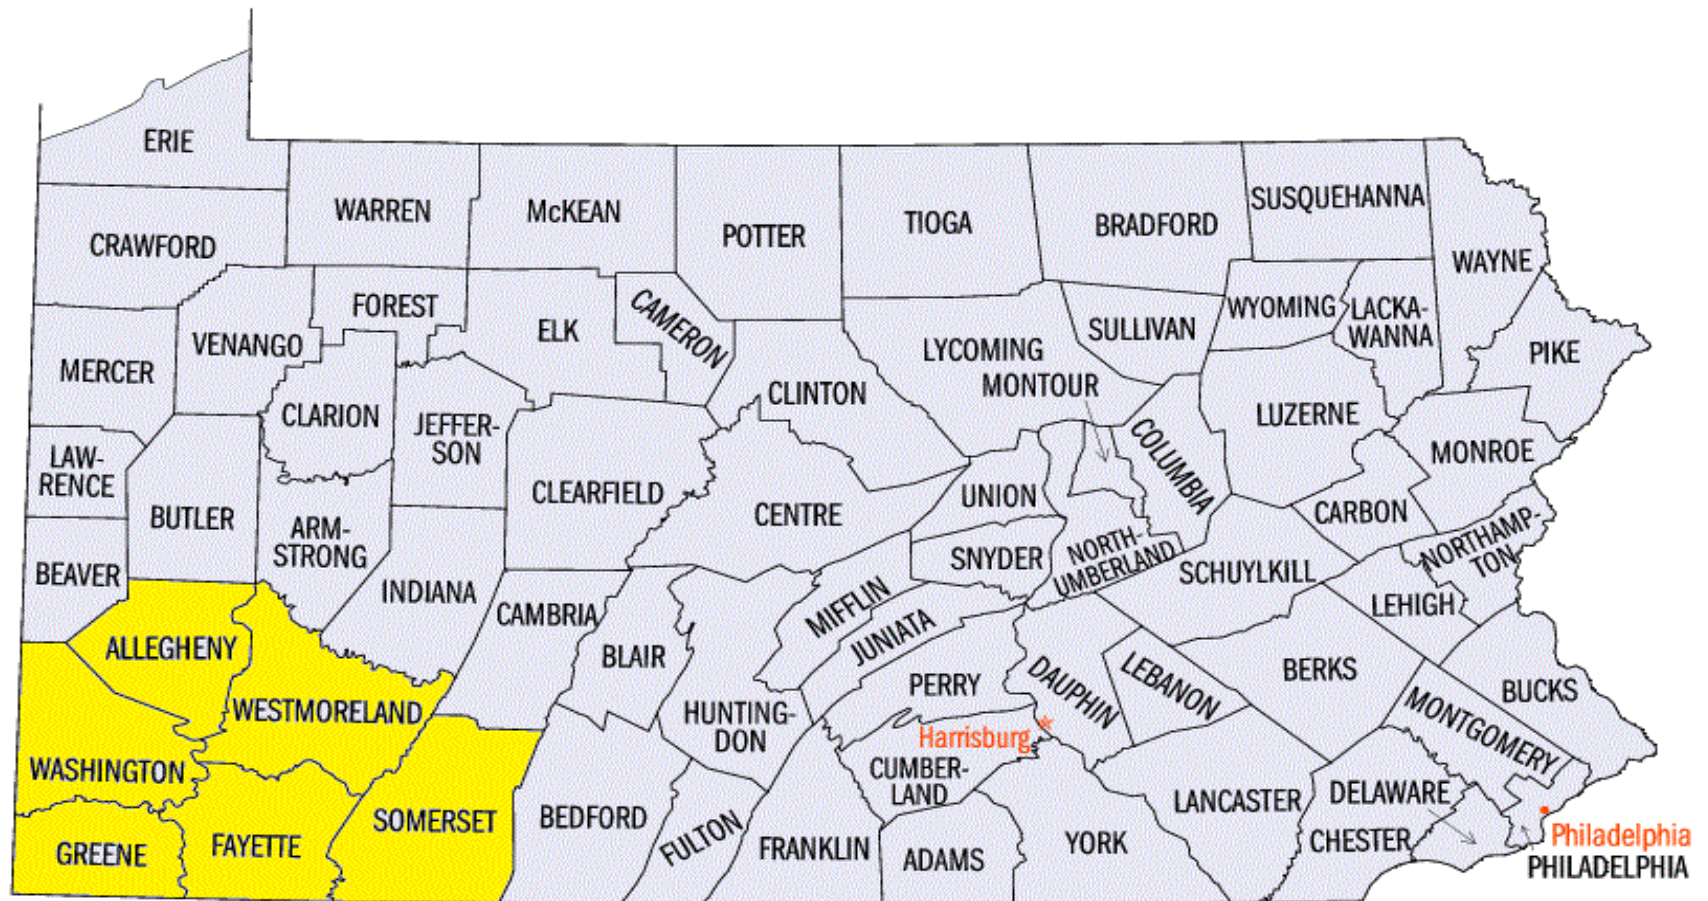 ERIE
WARREN
McKEAN
POTTER
TIOGA
BRADFORD
SUSQUEHANNA
WAYNE
CRAWFORD
FOREST
VENANGO
ELK
CAMERON
LYCOMING
SULLIVAN
WYOMING
LACKA-
WANNA
PIKE
MERCER
CLARION
JEFFER-
SON
CLINTON
MONTOUR
COLUMBIA
LUZERNE
MONROE
LAW-
RENCE
BUTLER
ARM-
STRONG
CLEARFIELD
CENTRE
UNION
SNYDER
NORTH-
UMBERLAND
SCHUYLKILL
CARBON
NORTHAMP-
TON
BEAVER
INDIANA
CAMBRIA
BLAIR
MIFFLIN
JUNIATA
LEHIGH
ALLEGHENY
WESTMORELAND
HUNTING-
DON
PERRY
DAUPHIN
LEBANON
BERKS
BUCKS
MONTGOMERY
Harrisburg
WASHINGTON
CUMBER-
LAND
LANCASTER
DELAWARE
CHESTER
GREENE
FAYETTE
SOMERSET
BEDFORD
FULTON
FRANKLIN
ADAMS
YORK
Philadelphia
PHILADELPHIA